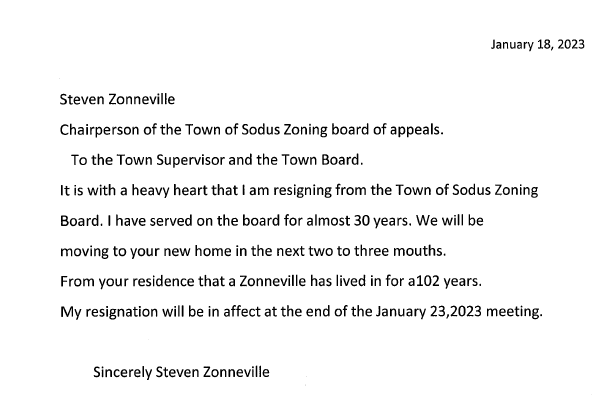 January 18, 2023
Steven Zonneville
Chairperson of the Town of Sodus Zoning board of appeals.
To the Town Supervisor and the Town Board.
It is with a heavy heart that I am resigning from the Town of Sodus Zoning
Board. I have served on the board for almost 30 years. We will be
moving to your new home in the next two to three mouths.
From your residence that a Zonneville has lived in for a102 years.
My resignation will be in affect at the end of the January 23,2023 meeting.
Sincerely Steven Zonneville